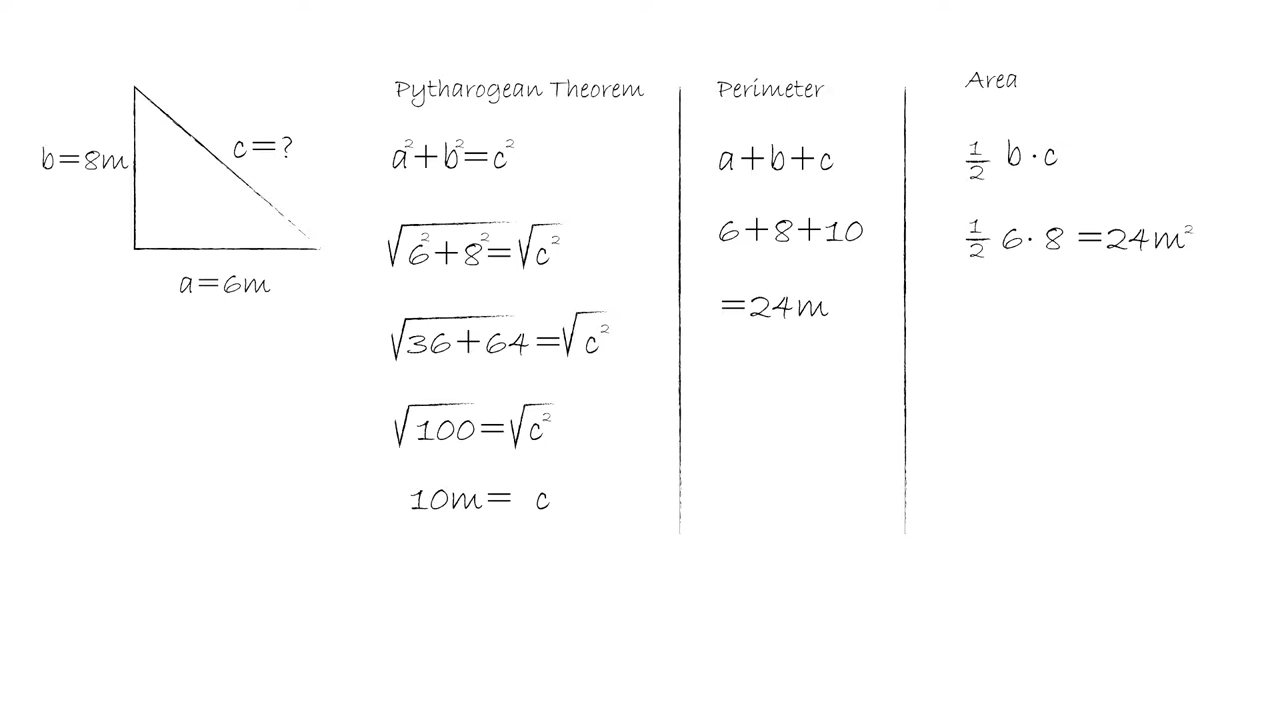 b=8m
c=?
a=6m
Pytharogean Theorem
a²+b²=c²
√6²+8²=√c²
√36+64=√c²
√100=√c²
10m= c
Perimeter
a+b+c
6+8+10
=24m
Area
1/2 b·c
1/2 6·8 =24m²